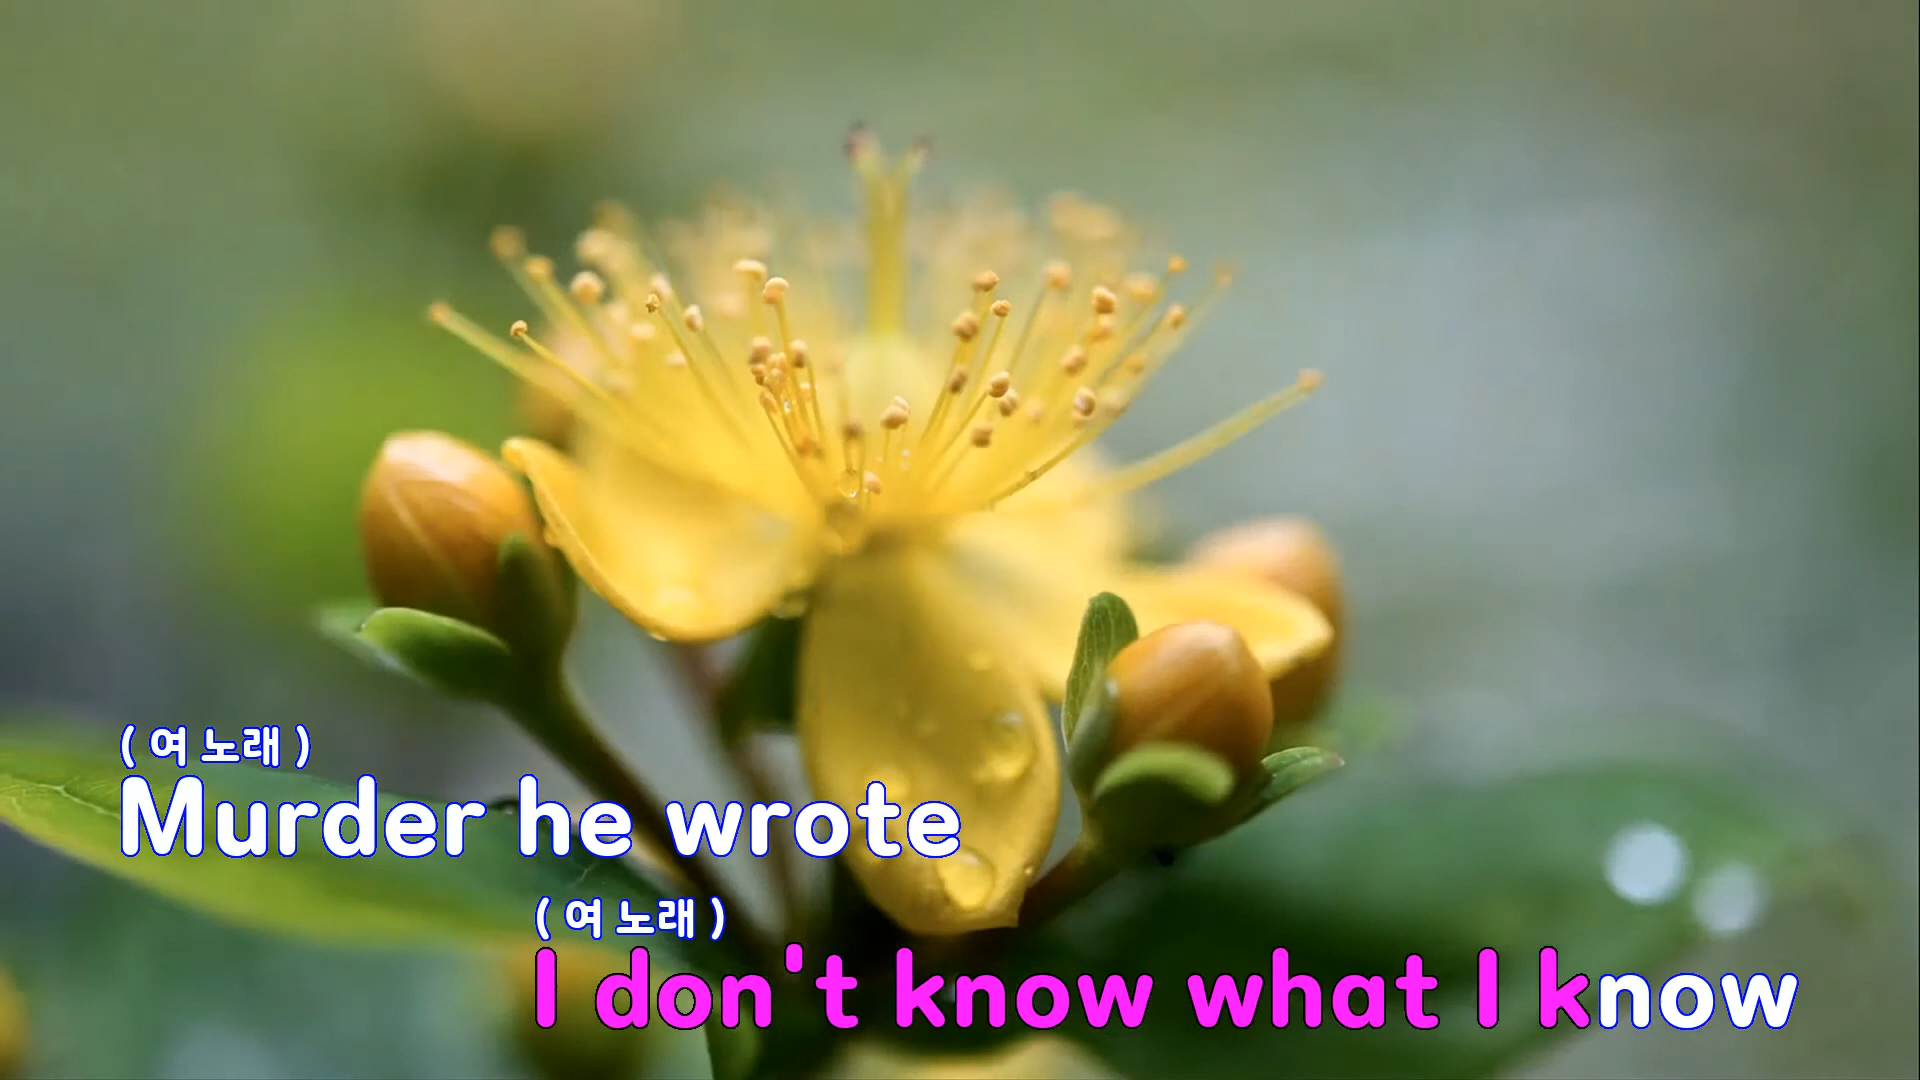 ( 여 노래 )
Murder he wrote
( 여 노래 )
I don't know what I know